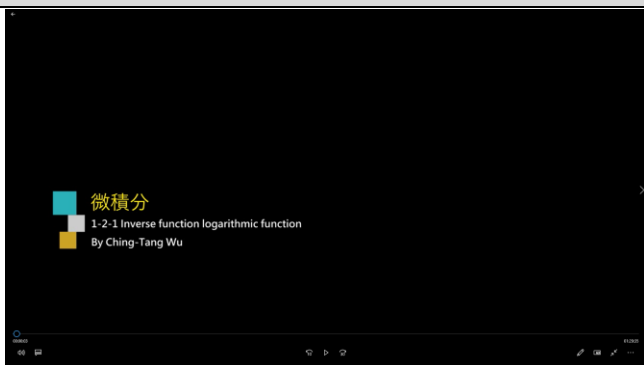 微積分
1-2-1 Inverse function logarithmic function
By Ching-Tang Wu